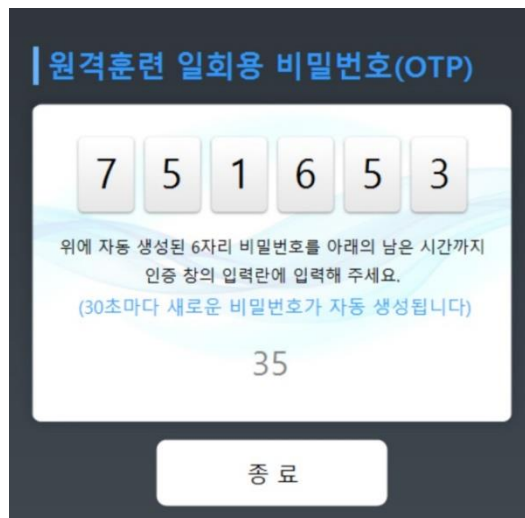 원격훈련 일회용 비밀번호(OTP)
7 5 1 6 5 3
위에 자동 생성된 6자리 비밀번호를 아래의 남은 시간까지
인증 창의 입력란에 입력해 주세요.
(30초마다 새로운 비밀번호가 자동 생성됩니다)
35
종 료